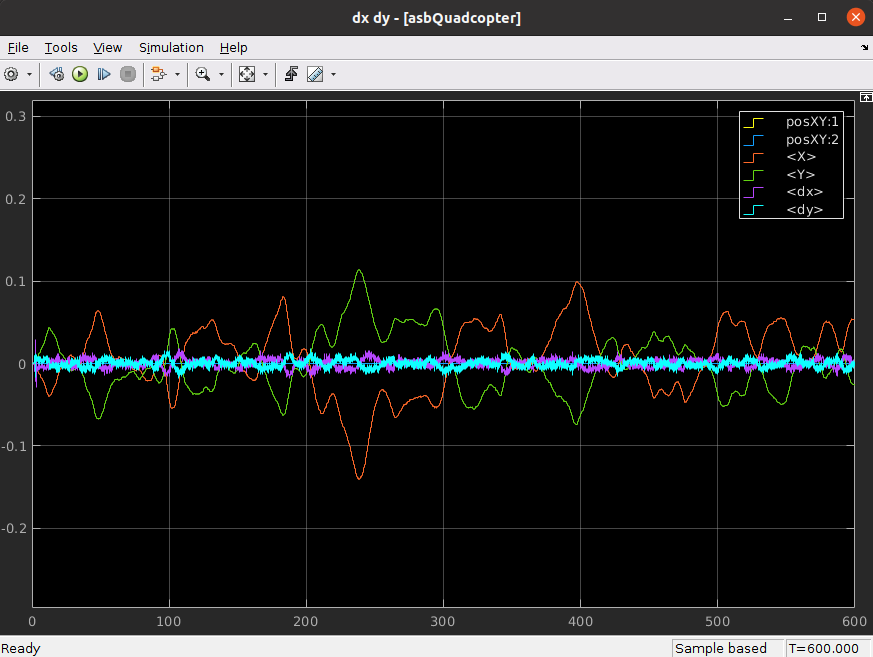 dx dy - [asbQuadcopter]
File Tools View Simulation Help
posXY:1
posXY:2
<X>
<Y>
<dx>
<dy>
0.3
0.2
0.1
0
-0.1
-0.2
0 100 200 300 400 500 600
Ready Sample based T=600.000